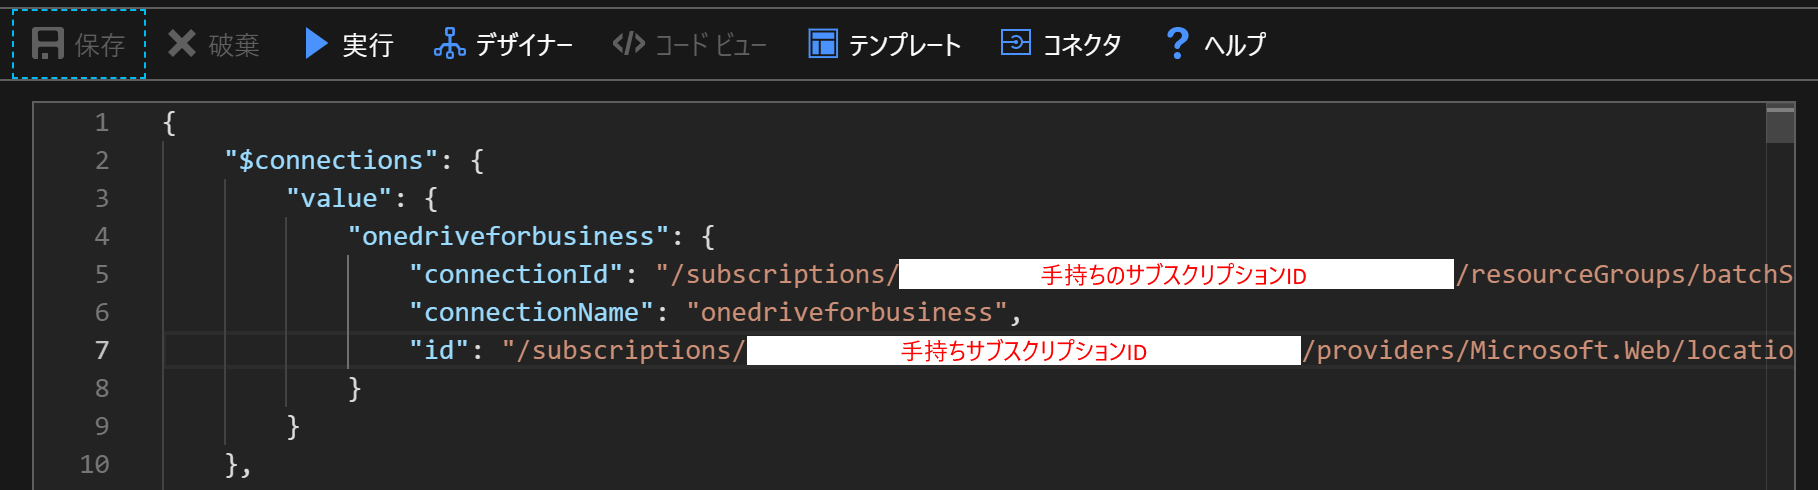 保存 破棄 実行 デザイナー </> コード ビュー テンプレート コネクタ ? ヘルプ
1 {
2 "$connections": {
3 "value": {
4 "onedriveforbusiness": {
5 "connectionId": "/subscriptions/手持ちのサブスクリプションID/resourceGroups/batchS
6 "connectionName": "onedriveforbusiness",
7 "id": "/subscriptions/手持ちサブスクリプションID/providers/Microsoft.Web/locatio
8 }
9 }
10 },